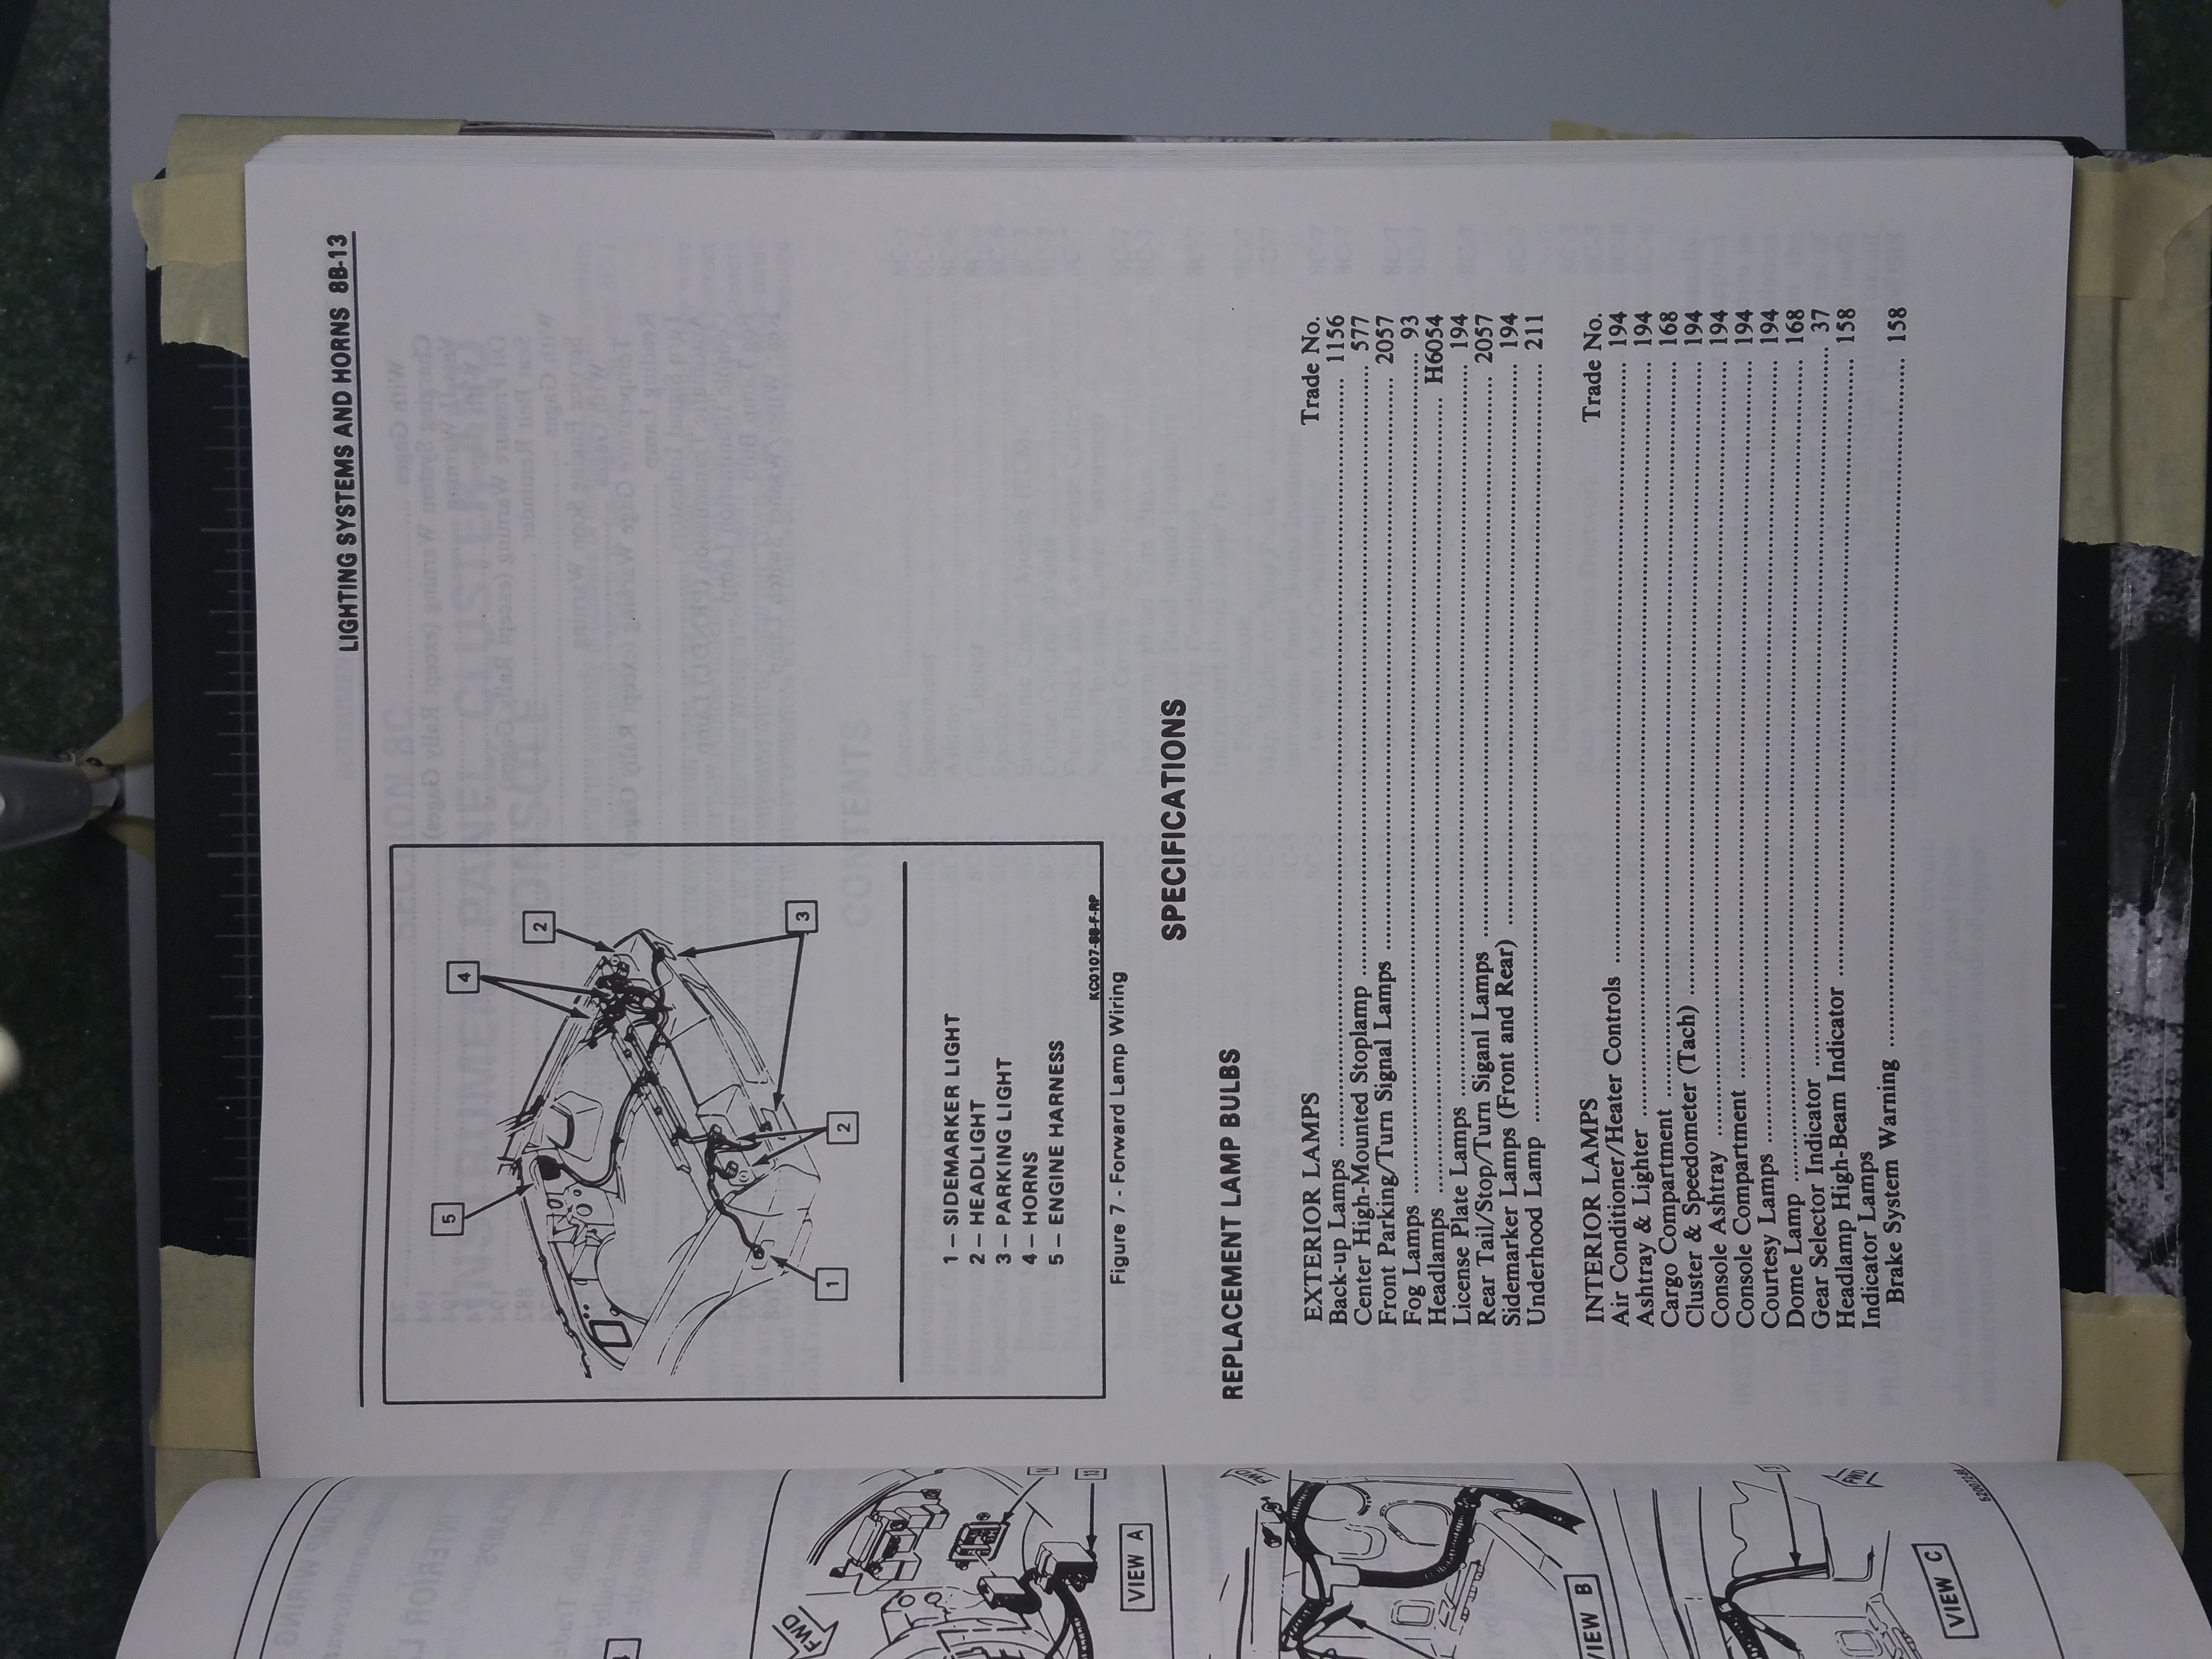 LIGHTING SYSTEMS AND HORNS 8B-13
5
4
2
1
2
3
1 – SIDEMARKER LIGHT
2 – HEADLIGHT
3 – PARKING LIGHT
4 – HORNS
5 – ENGINE HARNESS
KC0107-8B-F-RP
Figure 7 - Forward Lamp Wiring
SPECIFICATIONS
REPLACEMENT LAMP BULBS
EXTERIOR LAMPS Trade No.
Back-up Lamps 1156
Center High-Mounted Stoplamp 577
Front Parking/Turn Signal Lamps 2057
Fog Lamps 93
Headlamps H6054
License Plate Lamps 194
Rear Tail/Stop/Turn Siganl Lamps 2057
Sidemarker Lamps (Front and Rear) 194
Underhood Lamp 211
INTERIOR LAMPS Trade No.
Air Conditioner/Heater Controls 194
Ashtray & Lighter 194
Cargo Compartment 168
Cluster & Speedometer (Tach) 194
Console Ashtray 194
Console Compartment 194
Courtesy Lamps 194
Dome Lamp 168
Gear Selector Indicator 37
Headlamp High-Beam Indicator 158
Indicator Lamps
Brake System Warning 158
FWD
13
VIEW A
FWD
VIEW B
FWD
VIEW C